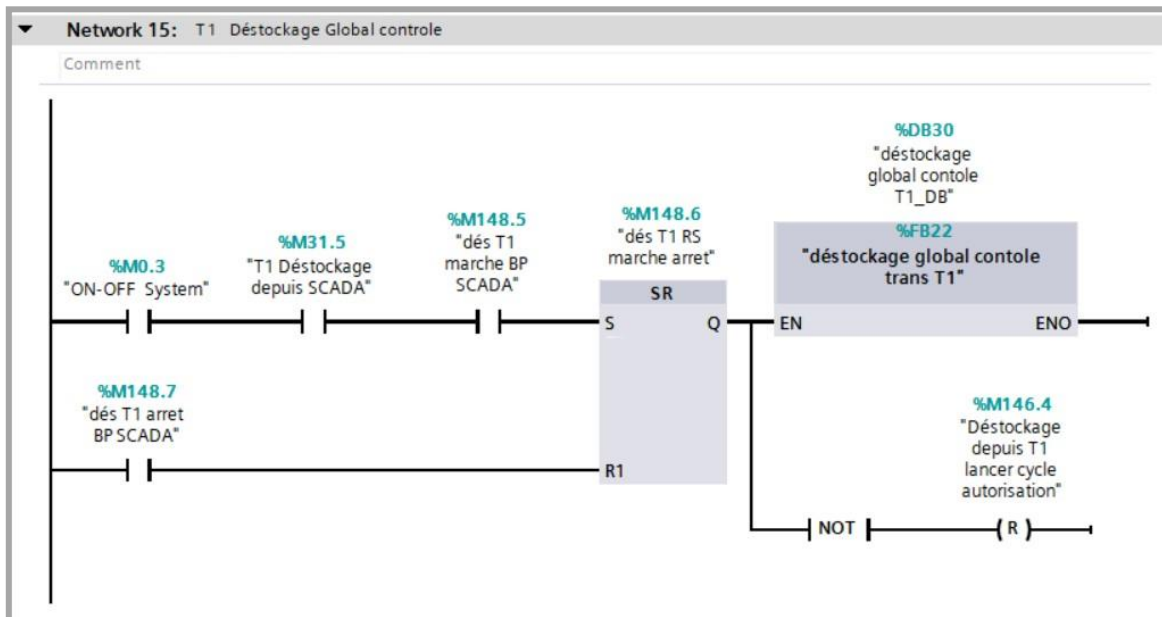 Network 15: T1 Déstockage Global controle
Comment
%DB30
"déstockage
global contole
T1_DB"
%M148.5
"dés T1
marche BP
SCADA"
%M148.6
"dés T1 RS
marche arret"
%FB22
"déstockage global contole
trans T1"
%M31.5
"T1 Déstockage
depuis SCADA"
%M0.3
"ON-OFF System"
SR
S
Q
EN
ENO
%M148.7
"dés T1 arret
BP SCADA"
R1
%M146.4
"Déstockage
depuis T1
lancer cycle
autorisation"
NOT
R